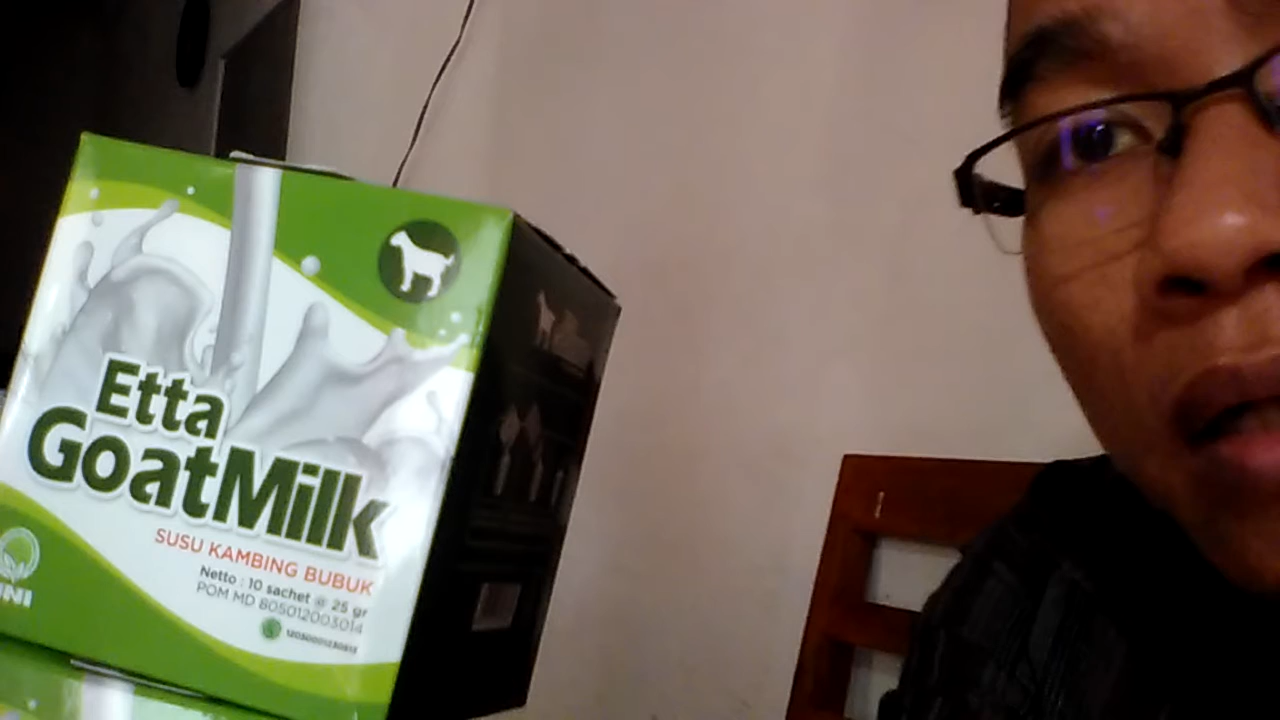 Etta
GoatMilk
SUSU KAMBING BUBUK
Netto : 10 sachet @ 25 gr
POM MD 805012003014